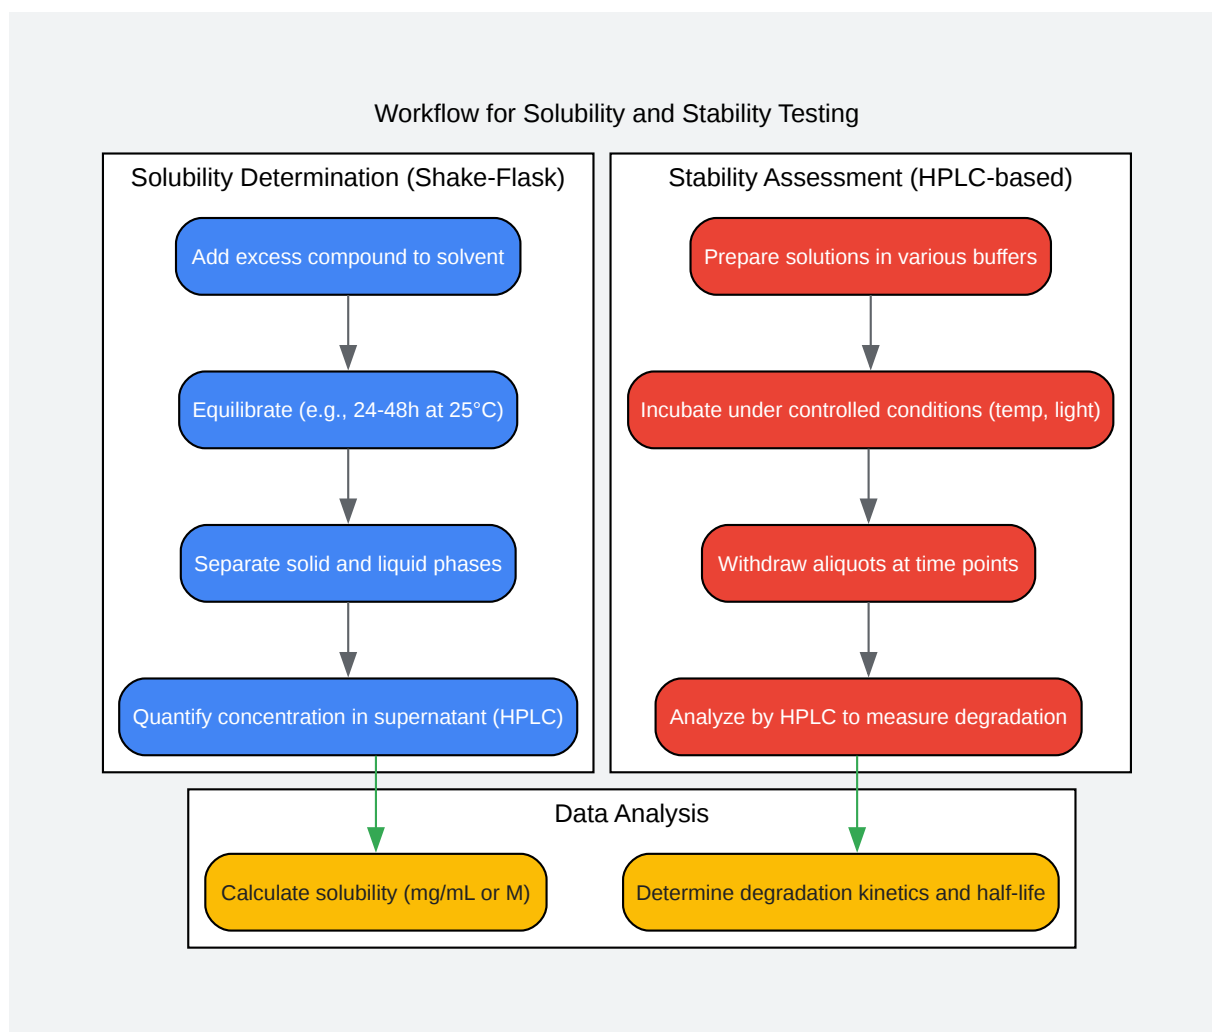 Workflow for Solubility and Stability Testing
Solubility Determination (Shake-Flask)
Add excess compound to solvent
Equilibrate (e.g., 24-48h at 25°C)
Separate solid and liquid phases
Quantify concentration in supernatant (HPLC)
Stability Assessment (HPLC-based)
Prepare solutions in various buffers
Incubate under controlled conditions (temp, light)
Withdraw aliquots at time points
Analyze by HPLC to measure degradation
Data Analysis
Calculate solubility (mg/mL or M)
Determine degradation kinetics and half-life